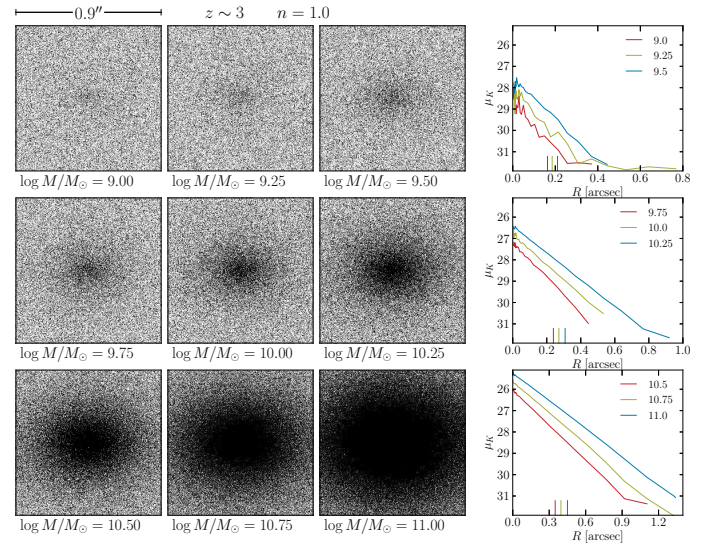 0.9″ z ∼ 3 n = 1.0
log M/M⊙ = 9.00 log M/M⊙ = 9.25 log M/M⊙ = 9.50
26
27
28
29
30
31
μK
9.0
9.25
9.5
0.0 0.2 0.4 0.6 0.8
R [arcsec]
log M/M⊙ = 9.75 log M/M⊙ = 10.00 log M/M⊙ = 10.25
26
27
28
29
30
31
μK
9.75
10.0
10.25
0.0 0.2 0.4 0.6 0.8 1.0
R [arcsec]
log M/M⊙ = 10.50 log M/M⊙ = 10.75 log M/M⊙ = 11.00
26
27
28
29
30
31
μK
10.5
10.75
11.0
0.0 0.3 0.6 0.9 1.2
R [arcsec]